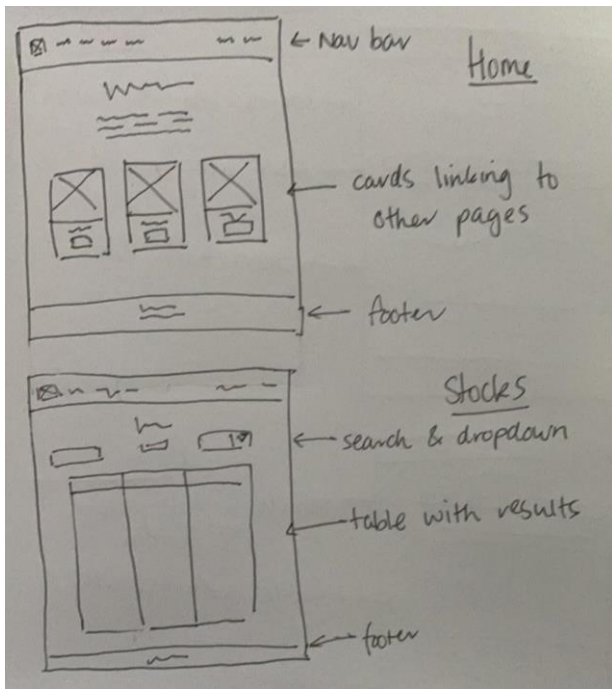 Nav bar
Home
cards linking to
other pages
footer
Stocks
search & dropdown
table with results
footer